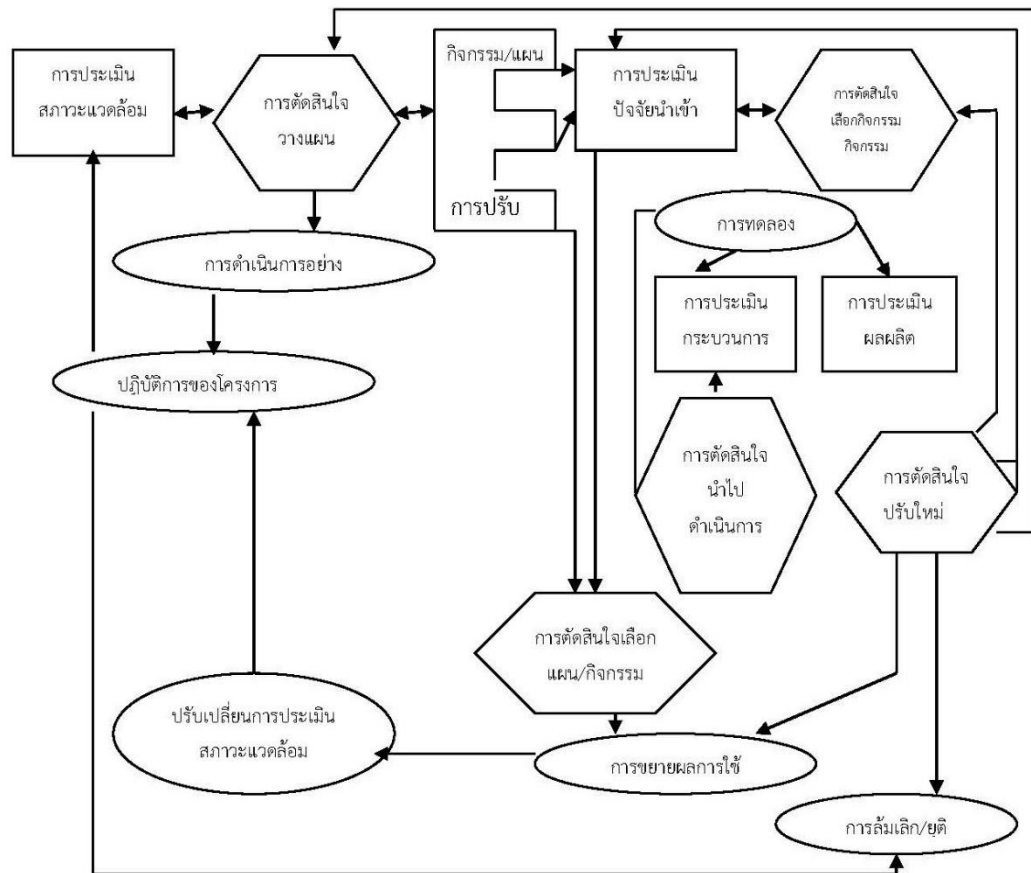 การประเมิน
สภาวะแวดล้อม
การตัดสินใจ
วางแผน
กิจกรรม/แผน
การปรับ
การประเมิน
ปัจจัยนำเข้า
การตัดสินใจ
เลือกกิจกรรม
กิจกรรม
การดำเนินการอย่าง
การทดลอง
การประเมิน
กระบวนการ
การประเมิน
ผลผลิต
ปฏิบัติการของโครงการ
การตัดสินใจ
นำไป
ดำเนินการ
การตัดสินใจ
ปรับใหม่
การตัดสินใจเลือก
แผน/กิจกรรม
ปรับเปลี่ยนการประเมิน
สภาวะแวดล้อม
การขยายผลการใช้
การล้มเลิก/ยุติ